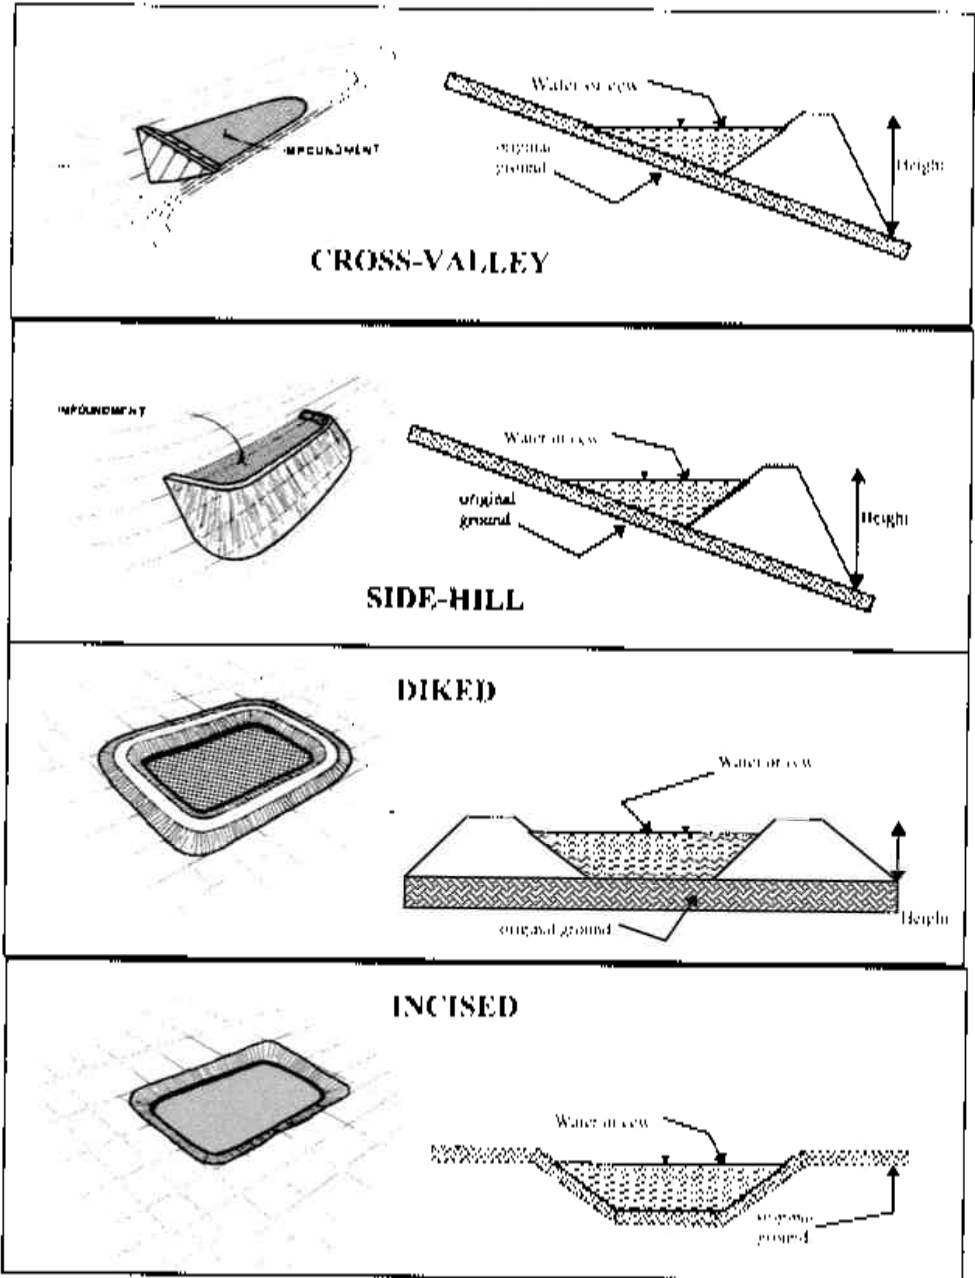 Water or ccw
IMPOUNDMENT
original
ground
Height
CROSS-VALLEY
IMPOUNDMENT
Water or ccw
original
ground
Height
SIDE-HILL
DIKED
Water or ccw
original ground
Height
INCISED
Water or ccw
original
ground